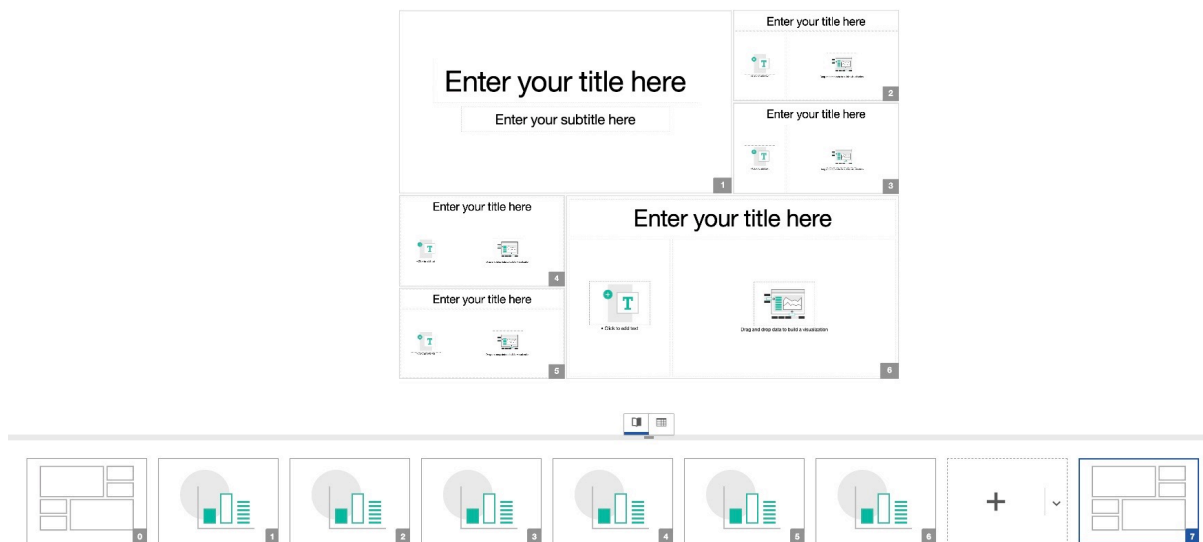 Enter your title here
Enter your subtitle here
1
Enter your title here
2
Enter your title here
3
Enter your title here
4
Enter your title here
5
Enter your title here
T
• Click to edit text
Drag and drop data to build a visualization
6
0
1
2
3
4
5
6
7